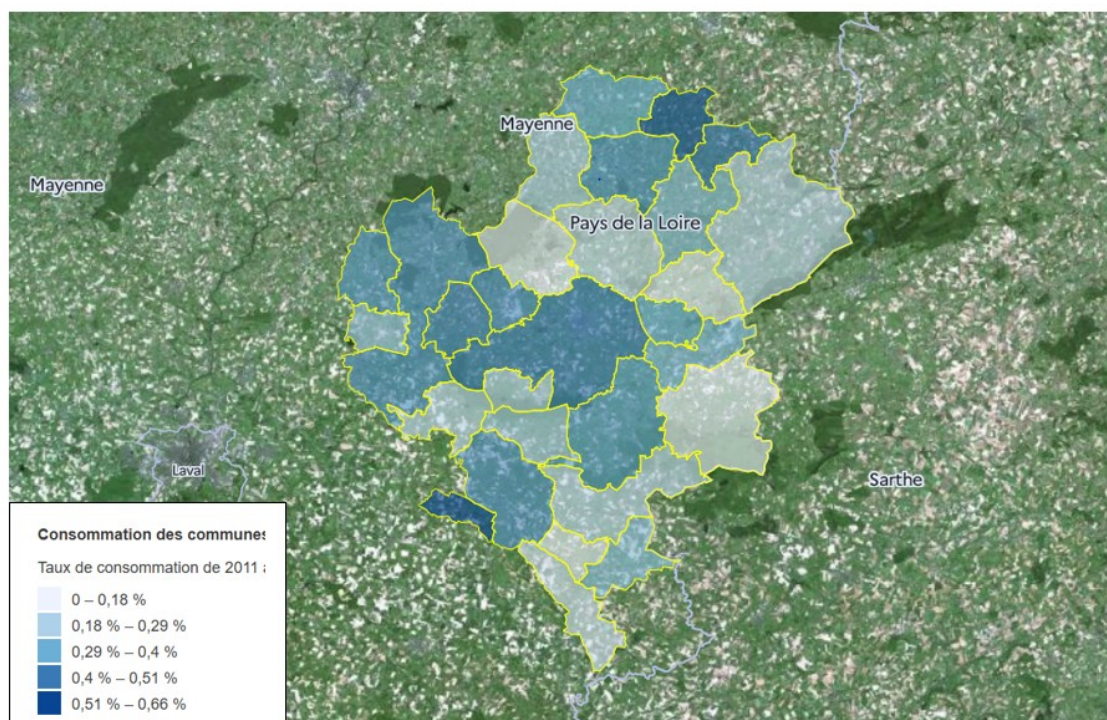 Mayenne
Mayenne
Pays de la Loire
Laval
Sarthe
Consommation des communes
Taux de consommation de 2011
0 – 0,18 %
0,18 % – 0,29 %
0,29 % – 0,4 %
0,4 % – 0,51 %
0,51 % – 0,66 %